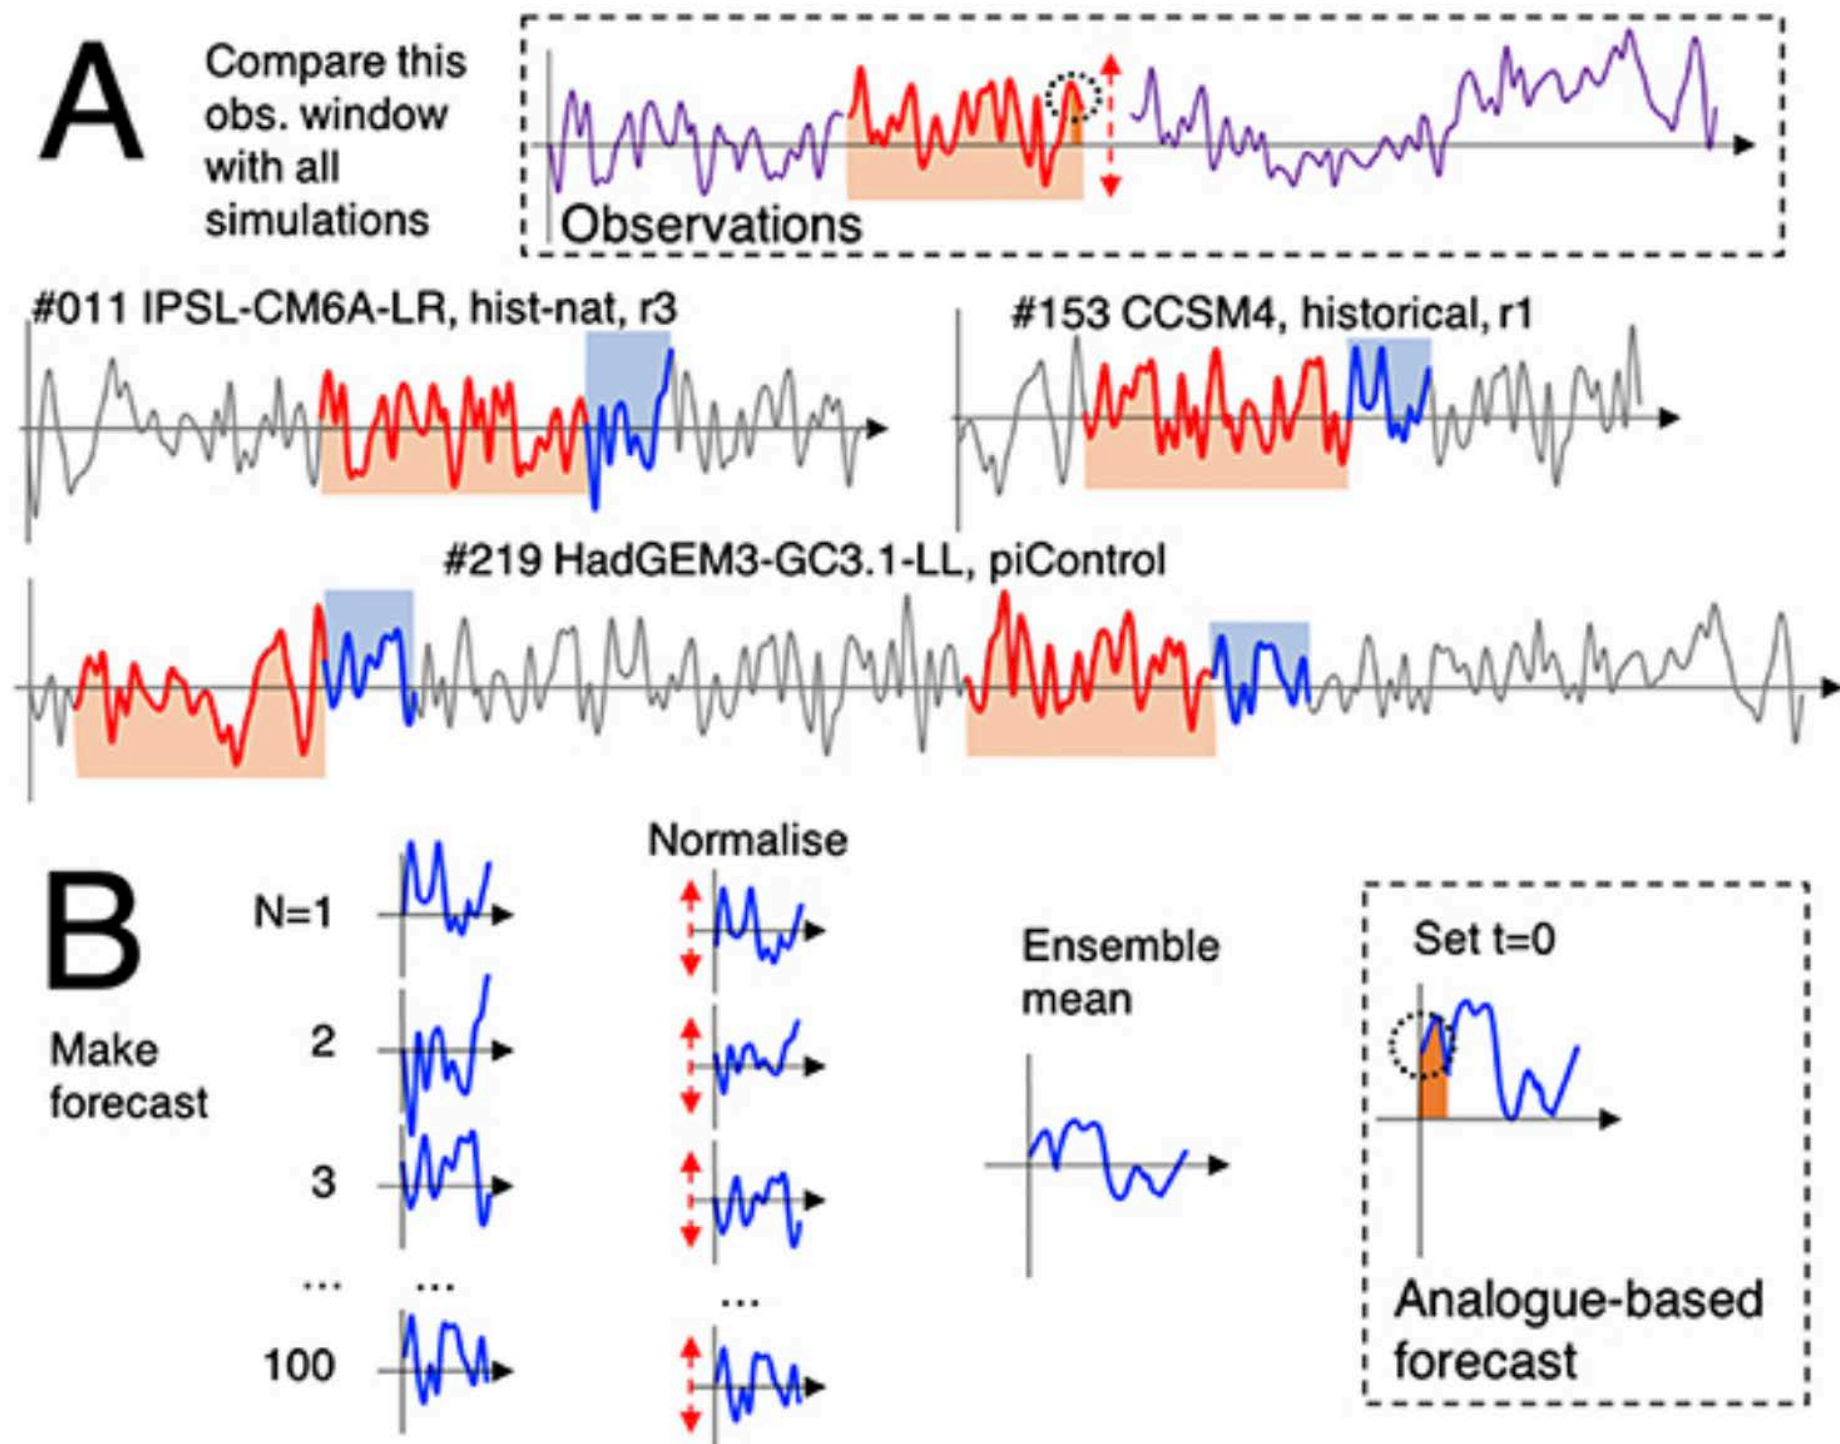 A
Compare this
obs. window
with all
simulations
Observations
#011 IPSL-CM6A-LR, hist-nat, r3
#153 CCSM4, historical, r1
#219 HadGEM3-GC3.1-LL, piControl
B
Make
forecast
N=1
2
3
...
...
100
Normalise
...
Ensemble
mean
Set t=0
Analogue-based
forecast